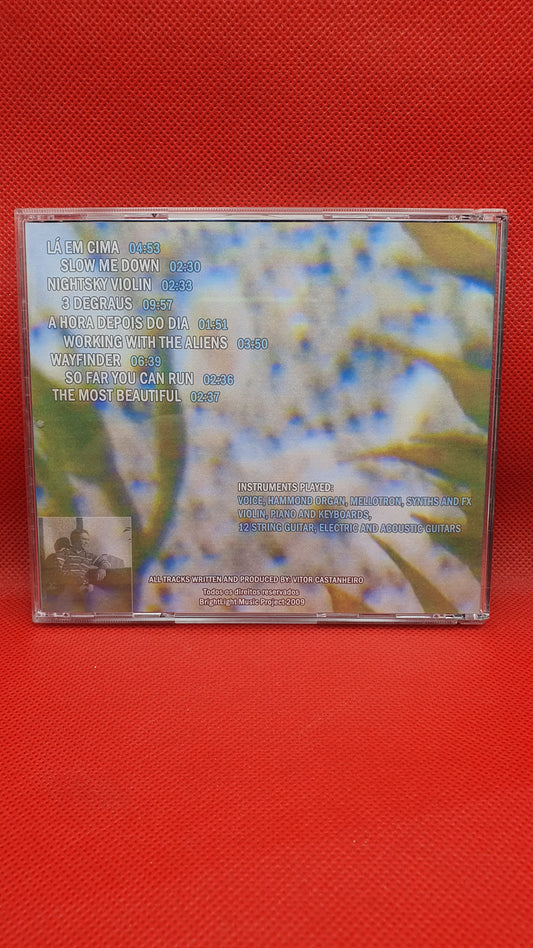 LÁ EM CIMA 04:53
SLOW ME DOWN 02:30
NIGHTSKY VIOLIN 02:33
3 DEGRAUS 09:57
A HORA DEPOIS DO DIA 01:51
WORKING WITH THE ALIENS 03:50
WAYFINDER 06:39
SO FAR YOU CAN RUN 02:36
THE MOST BEAUTIFUL 02:37
INSTRUMENTS PLAYED:
VOICE, HAMMOND ORGAN, MELLOTRON, SYNTHS AND FX
VIOLIN, PIANO AND KEYBOARDS,
12 STRING GUITAR, ELECTRIC AND ACOUSTIC GUITARS
ALL TRACKS WRITTEN AND PRODUCED BY: VITOR CASTANHEIRO
Todos os direitos reservados
BrightLight Music Project 2009